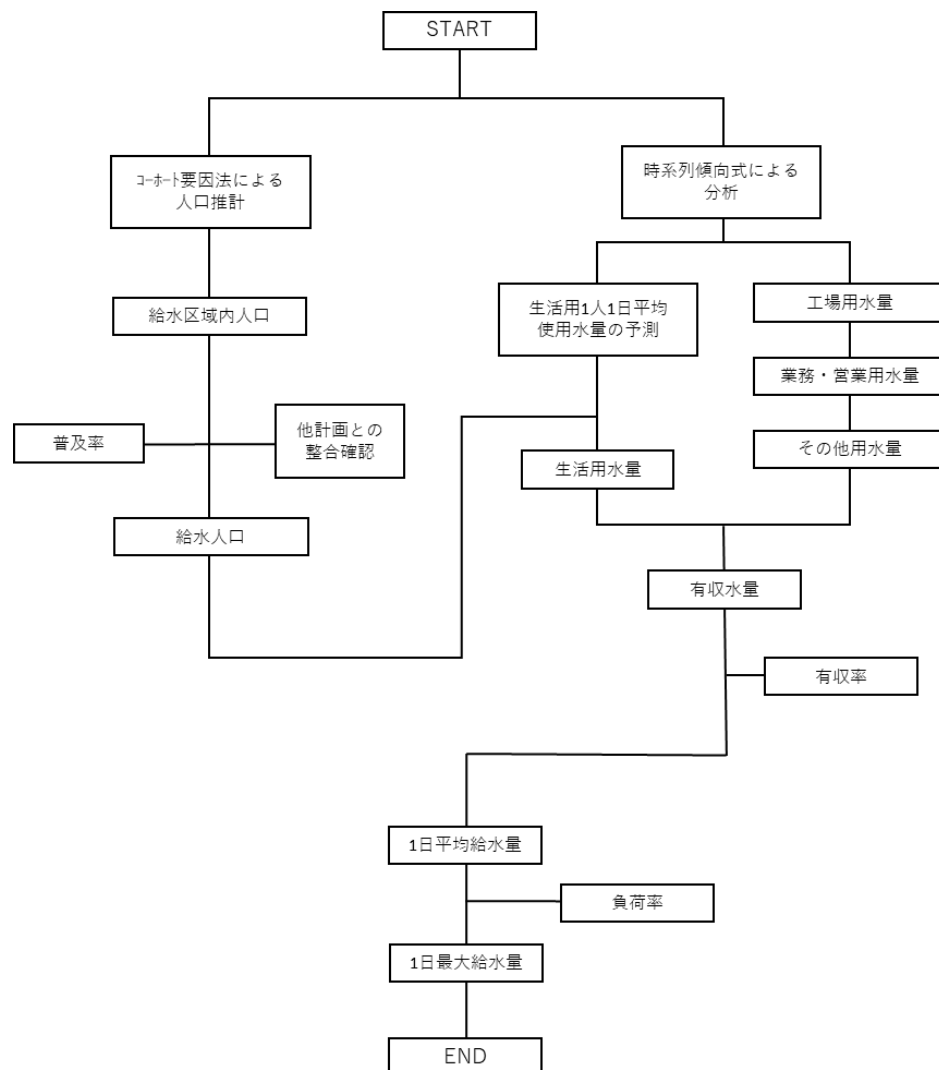 START
ｺｰﾎｰﾄ要因法による
人口推計
時系列傾向式による
分析
給水区域内人口
生活用1人1日平均
使用水量の予測
工場用水量
業務・営業用水量
普及率
他計画との
整合確認
生活用水量
その他用水量
給水人口
有収水量
有収率
1日平均給水量
負荷率
1日最大給水量
END